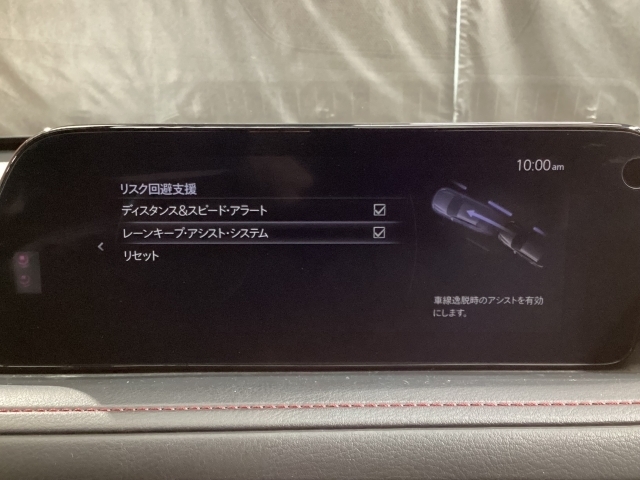 10:00am
リスク回避支援
ディスタンス&スピード・アラート
レーンキープ・アシスト・システム
リセット
車線逸脱時のアシストを有効
にします。